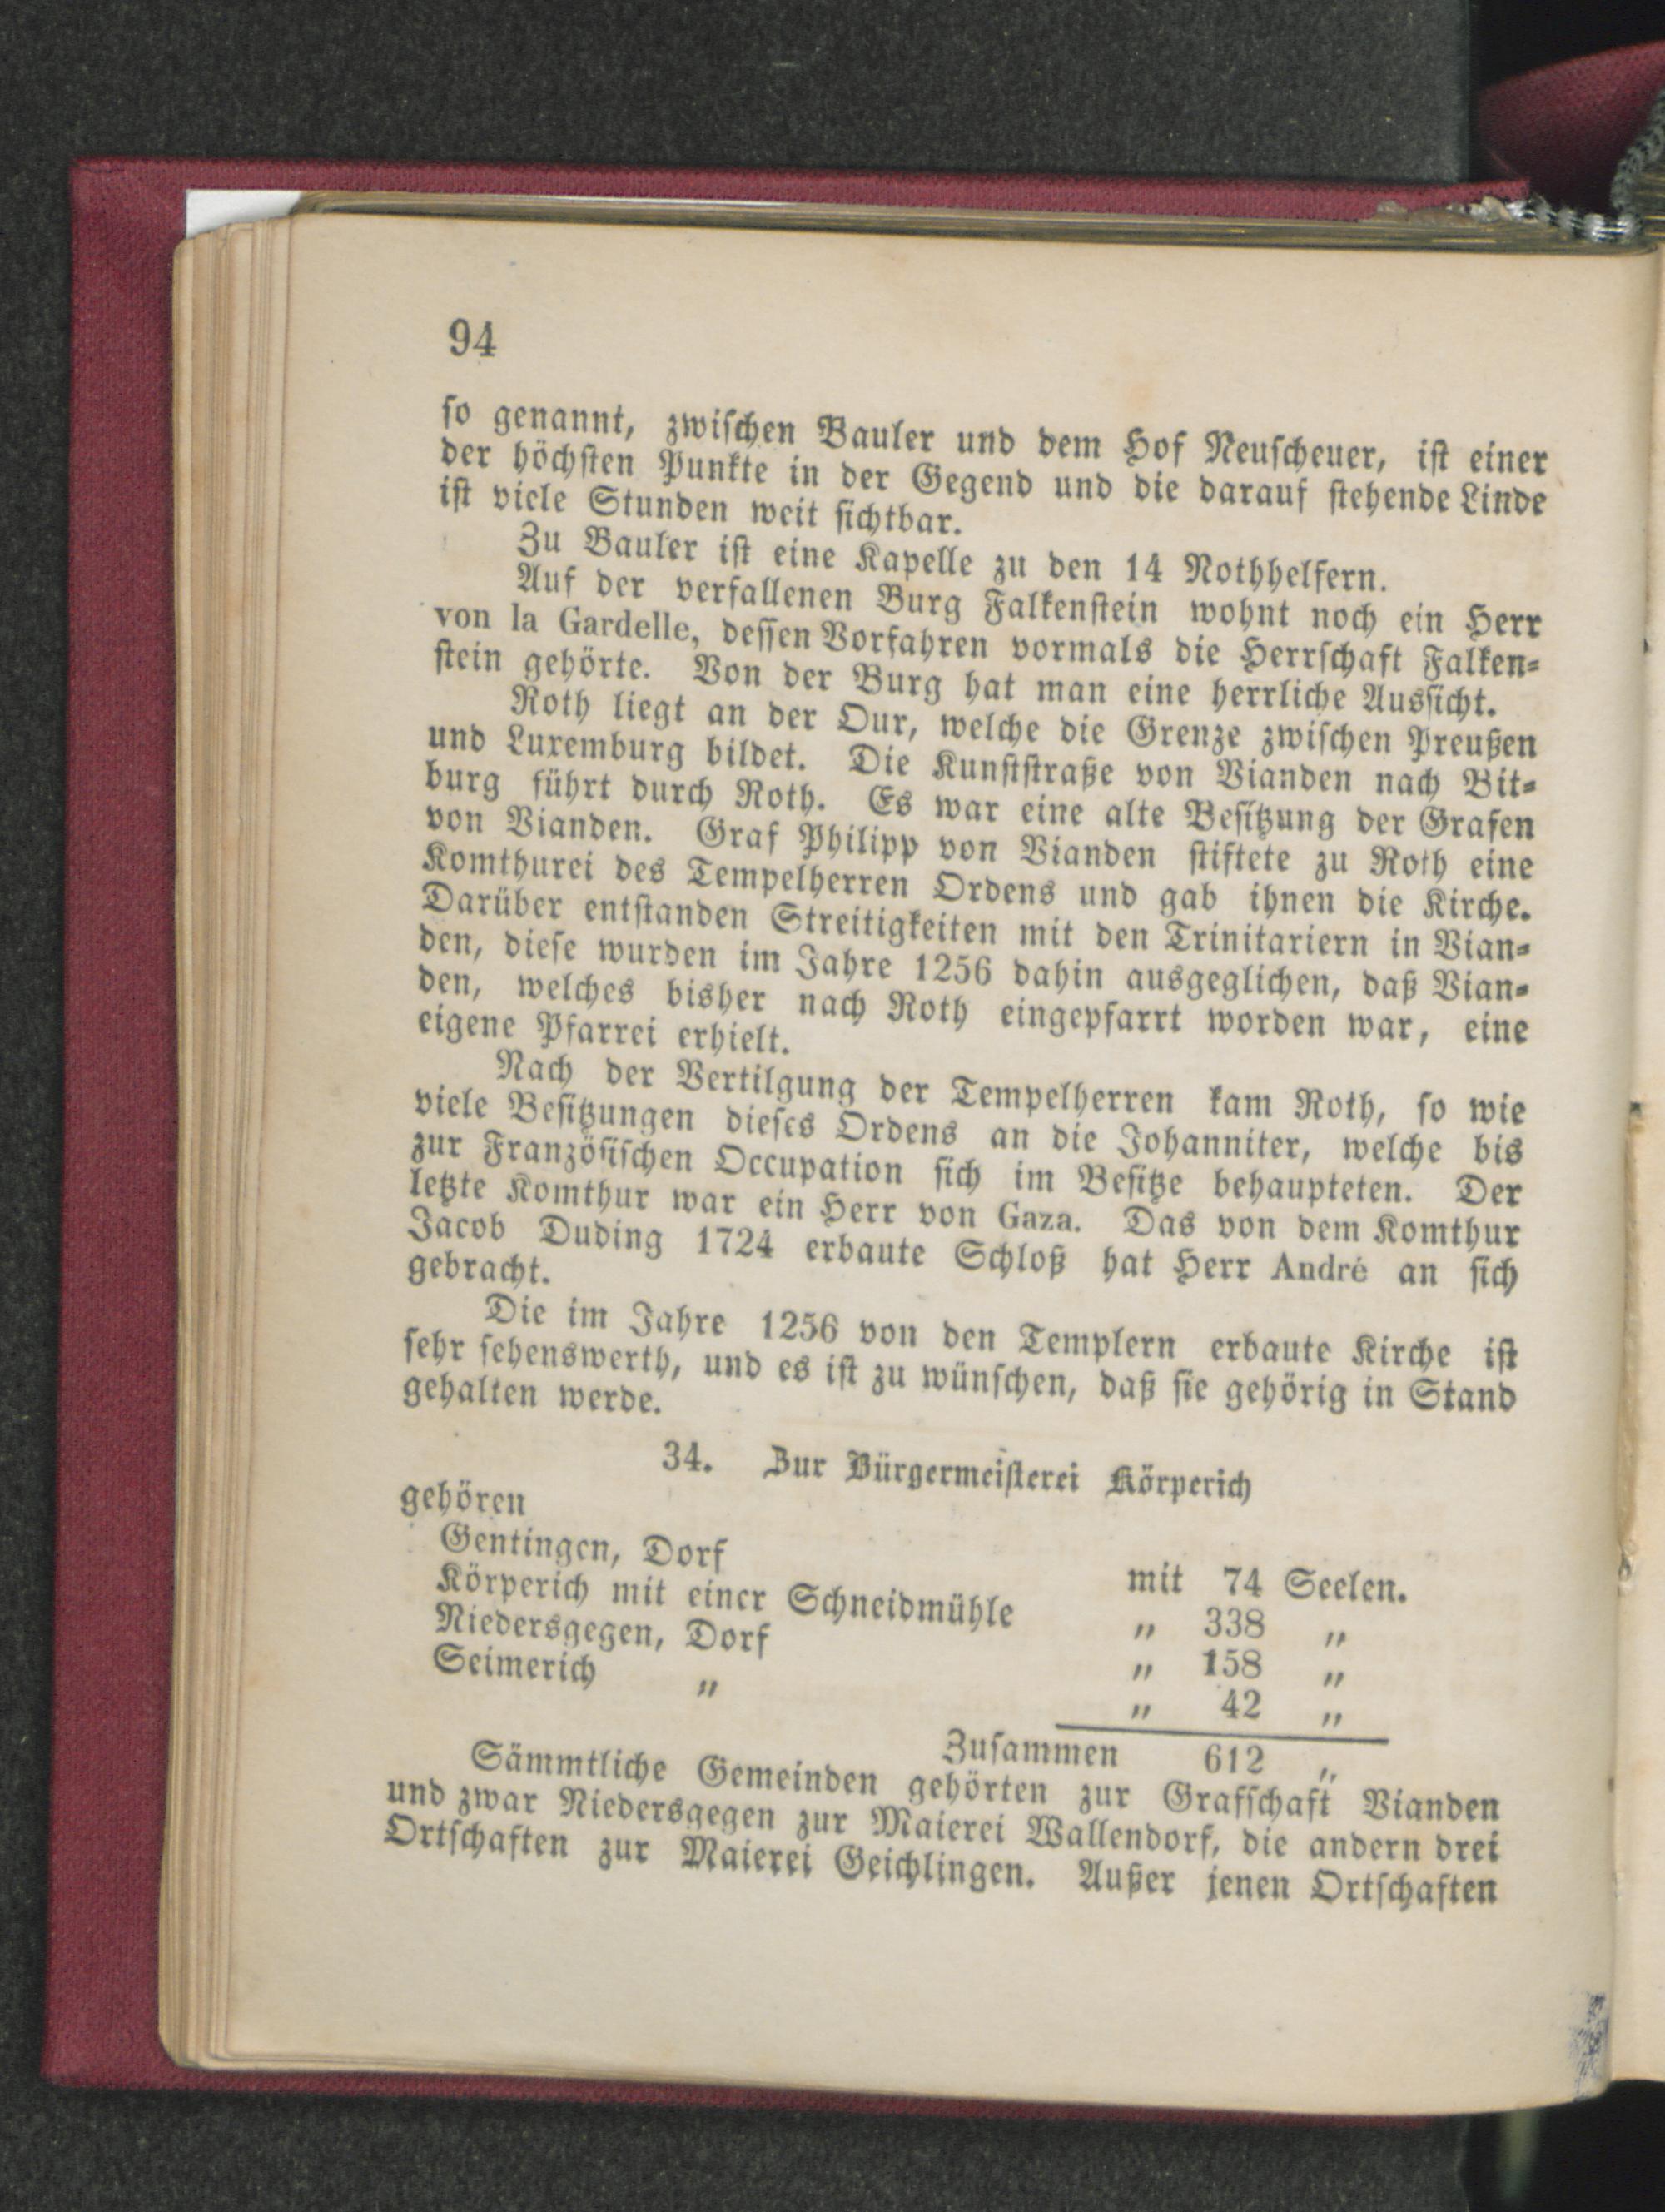 94
so genannt, zwischen Bauler und dem Hof Neuscheuer, ist einer
der höchsten Punkte in der Gegend und die darauf stehende Linde
ist viele Stunden weit sichtbar.
Zu Bauler ist eine Kapelle zu den 14 Nothhelfern.
Auf der verfallenen Burg Falkenstein wohnt noch ein Herr
von la Gardelle, dessen Vorfahren vormals die Herrschaft Falken-
stein gehörte. Von der Burg hat man eine herrliche Aussicht.
Roth liegt an der Our, welche die Grenze zwischen Preußen
und Luxemburg bildet. Die Kunststraße von Vianden nach Bit-
burg führt durch Roth. Es war eine alte Besitzung der Grafen
von Vianden. Graf Philipp von Vianden stiftete zu Roth eine
Komthurei des Tempelherren Ordens und gab ihnen die Kirche.
Darüber entstanden Streitigkeiten mit den Trinitariern in Vian-
den, diese wurden im Jahre 1256 dahin ausgeglichen, daß Vian-
den, welches bisher nach Roth eingepfarrt worden war, eine
eigene Pfarrei erhielt.
Nach der Vertilgung der Tempelherren kam Roth, so wie
viele Besitzungen dieses Ordens an die Johanniter, welche bis
zur Französischen Occupation sich im Besitze behaupteten. Der
letzte Komthur war ein Herr von Gaza. Das von dem Komthur
Jacob Duding 1724 erbaute Schloß hat Herr André an sich
gebracht.
Die im Jahre 1256 von den Templern erbaute Kirche ist
sehr sehenswerth, und es ist zu wünschen, daß sie gehörig in Stand
gehalten werde.
34. Zur Bürgermeisterei Körperich
gehören
Gentingen, Dorf mit 74 Seelen.
Körperich mit einer Schneidmühle „ 338 „
Niedersgegen, Dorf „ 158 „
Seimerich „ „ 42 „
Zusammen 612 „
Sämmtliche Gemeinden gehörten zur Grafschaft Vianden
und zwar Niedersgegen zur Maierei Wallendorf, die andern drei
Ortschaften zur Maierei Geichlingen. Außer jenen Ortschaften